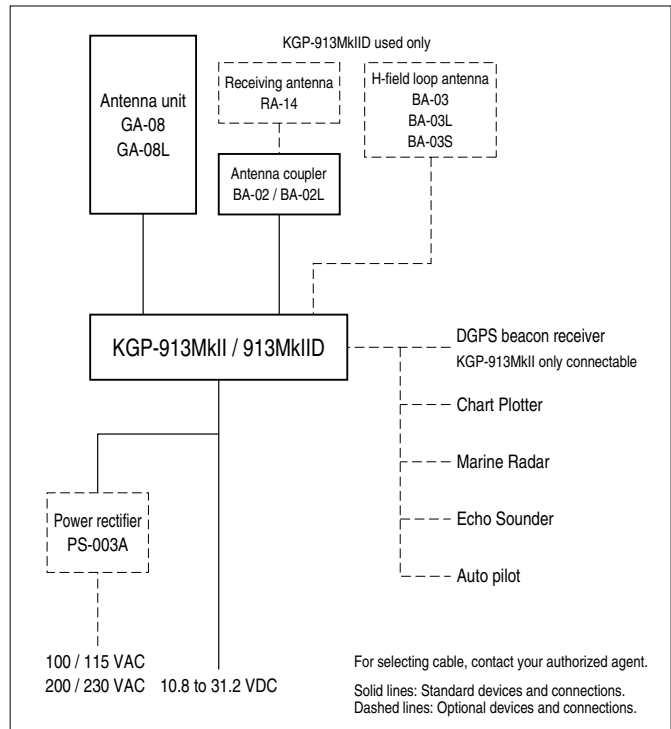 KGP-913MkIID used only
Antenna unit
GA-08
GA-08L
Receiving antenna
RA-14
H-field loop antenna
BA-03
BA-03L
BA-03S
Antenna coupler
BA-02 / BA-02L
KGP-913MkII / 913MkIID
DGPS beacon receiver
KGP-913MkII only connectable
Chart Plotter
Marine Radar
Echo Sounder
Auto pilot
Power rectifier
PS-003A
100 / 115 VAC
200 / 230 VAC
10.8 to 31.2 VDC
For selecting cable, contact your authorized agent.
Solid lines: Standard devices and connections.
Dashed lines: Optional devices and connections.